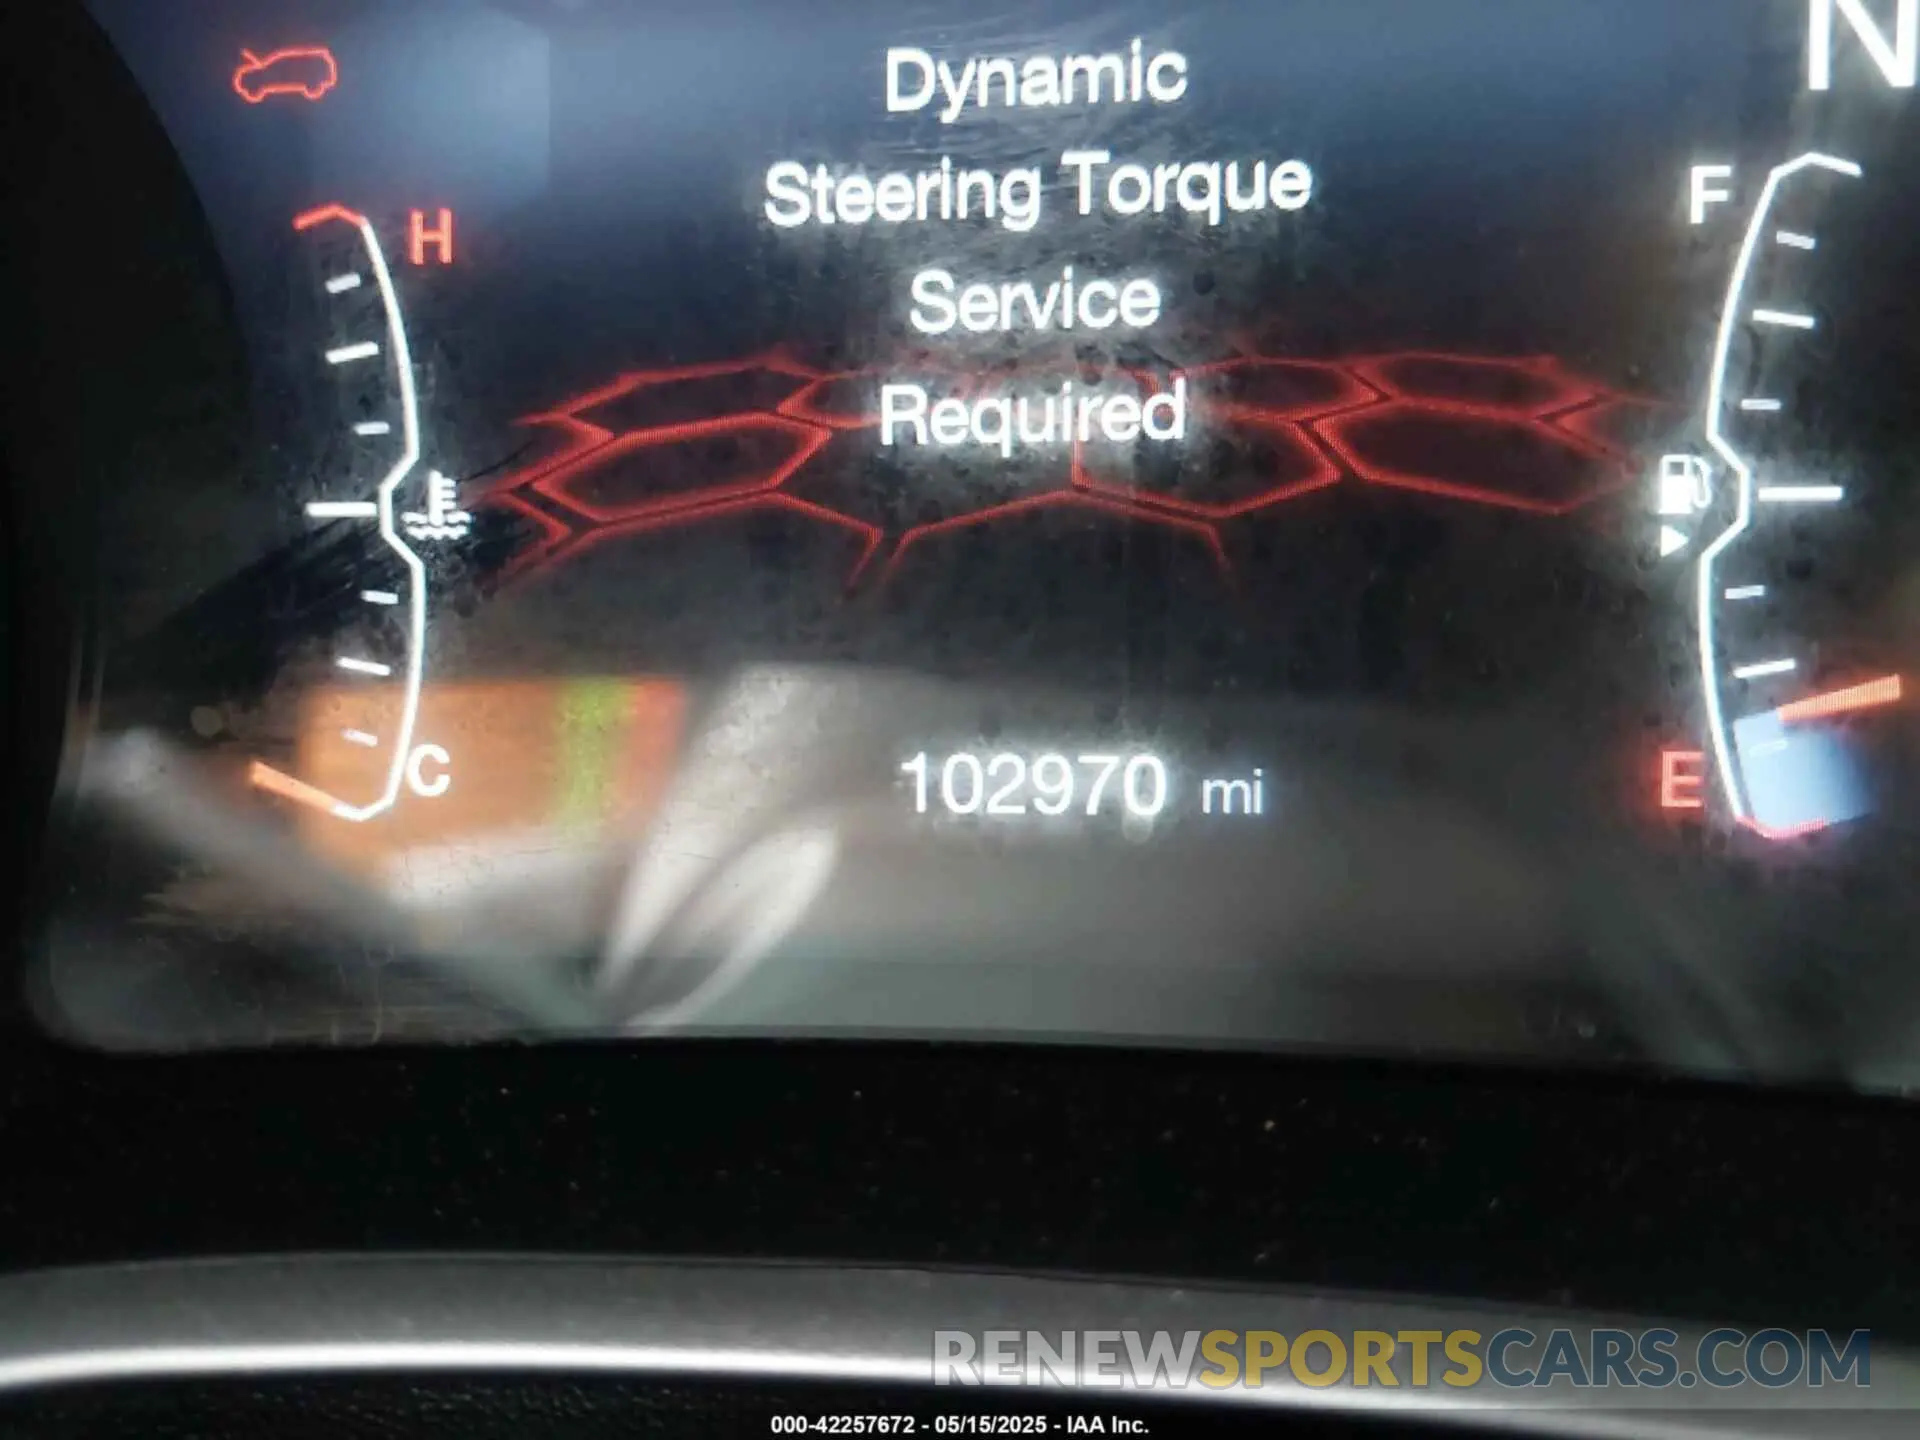 N
Dynamic
Steering Torque
Service
Required
H
F
C
E
102970 mi
RENEWSPORTSCARS.COM
000-42257672 - 05/15/2025 - IAA Inc.